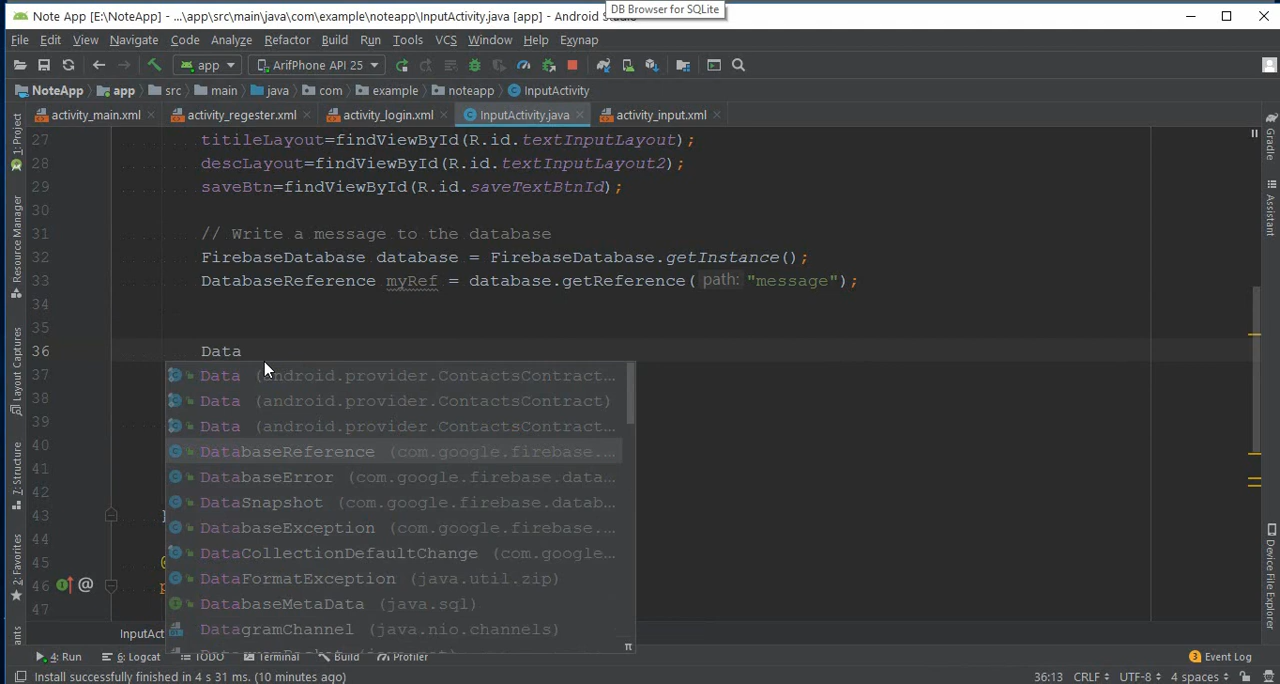 DB Browser for SQLite
Note App [E:\NoteApp] - ...\app\src\main\java\com\example\noteapp\InputActivity.java [app] - Android
File Edit View Navigate Code Analyze Refactor Build Run Tools VCS Window Help Exynap
app ArifPhone API 25
NoteApp app src main java com example noteapp InputActivity
activity_main.xml activity_regester.xml activity_login.xml InputActivity.java activity_input.xml
27 titileLayout=findViewById(R.id.textInputLayout);
28 descLayout=findViewById(R.id.textInputLayout2);
29 saveBtn=findViewById(R.id.saveTextBtnId);
30
31 // Write a message to the database
32 FirebaseDatabase database = FirebaseDatabase.getInstance();
33 DatabaseReference myRef = database.getReference( path: "message");
34
35
36 Data
37 Data (android.provider.ContactsContract...
38 Data (android.provider.ContactsContract)
39 Data (android.provider.ContactsContract...
40 DatabaseReference (com.google.firebase....
41 DatabaseError (com.google.firebase.data...
42 DataSnapshot (com.google.firebase.datab...
43 DatabaseException (com.google.firebase....
44 DataCollectionDefaultChange (com.google...
45 DataFormatException (java.util.zip)
46 @ DatabaseMetaData (java.sql)
47 DatagramChannel (java.nio.channels)
π
InputAct
1: Project
Resource Manager
Layout Captures
7: Structure
2: Favorites
Gradle
Assistant
Device File Explorer
4: Run 6: Logcat TODO Terminal Build Profiler 3 Event Log
Install successfully finished in 4 s 31 ms. (10 minutes ago) 36:13 CRLF UTF-8 4 spaces